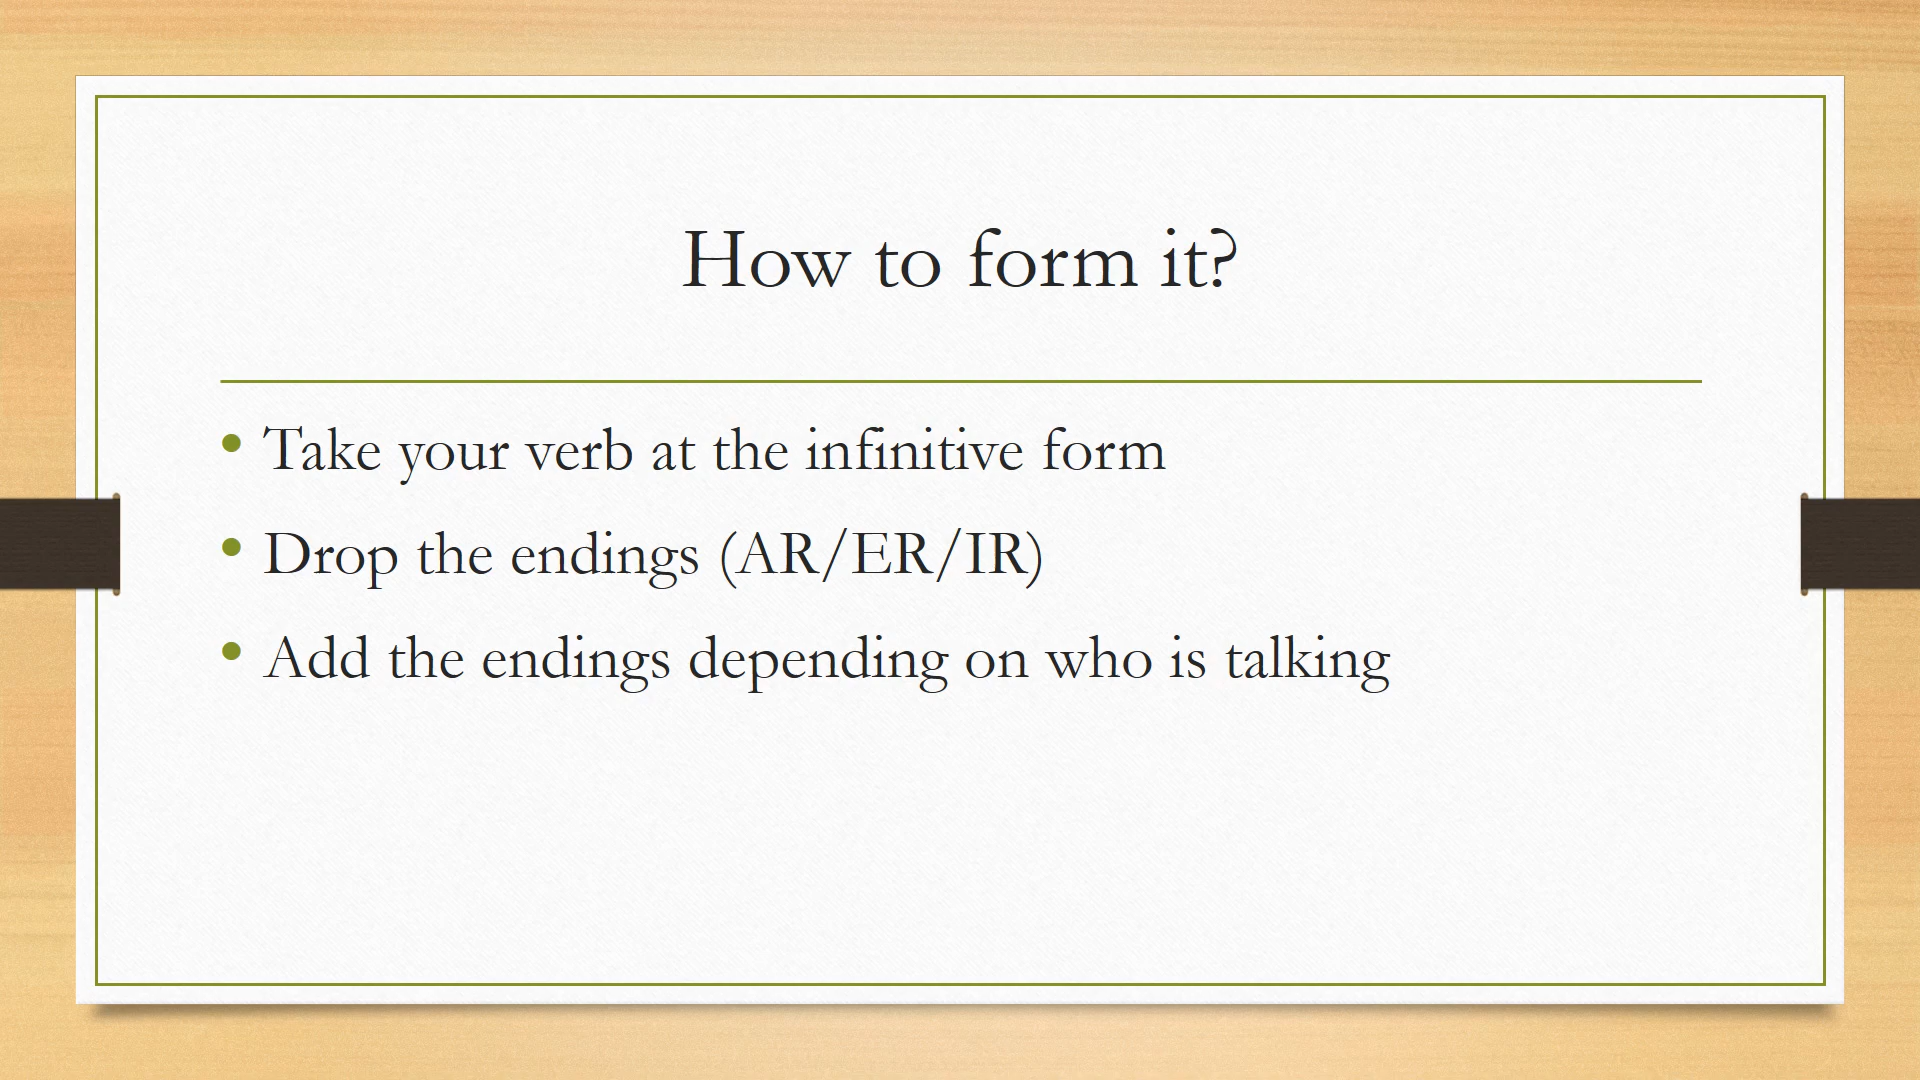 How to form it?
• Take your verb at the infinitive form
• Drop the endings (AR/ER/IR)
• Add the endings depending on who is talking